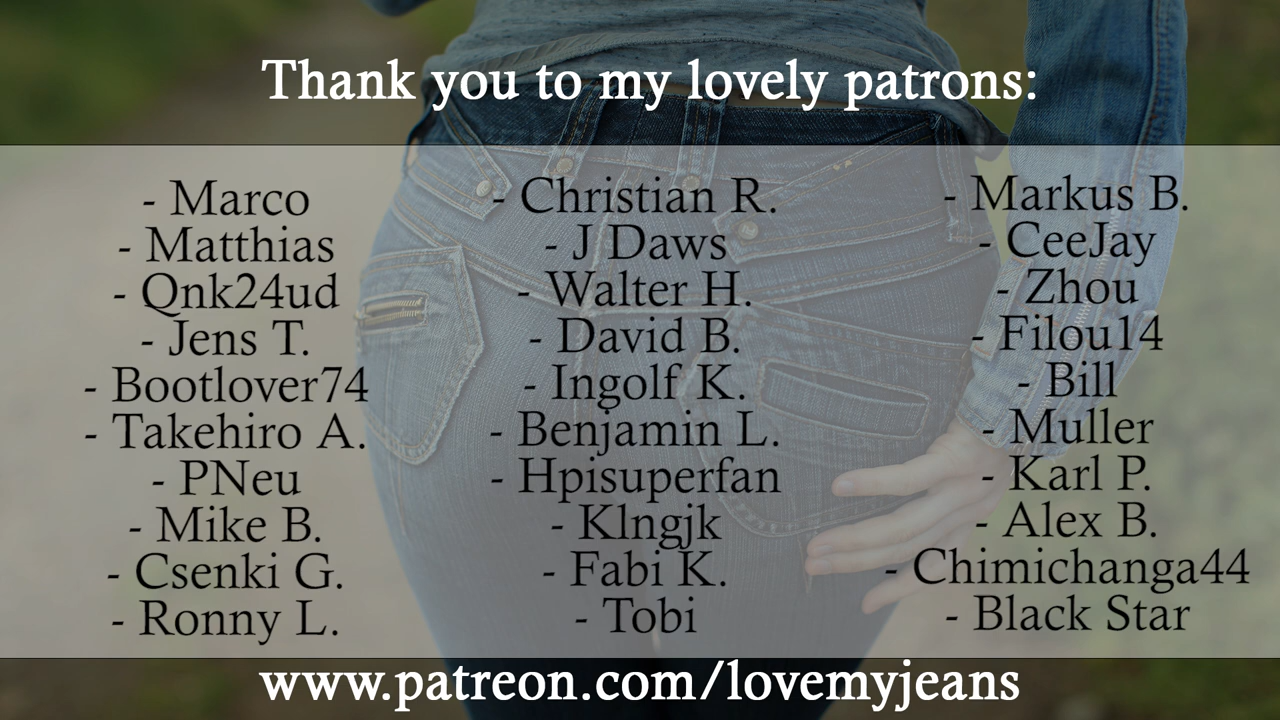 Thank you to my lovely patrons:
- Marco
- Matthias
- Qnk24ud
- Jens T.
- Bootlover74
- Takehiro A.
- PNeu
- Mike B.
- Csenki G.
- Ronny L.
- Christian R.
- J Daws
- Walter H.
- David B.
- Ingolf K.
- Benjamin L.
- Hpisuperfan
- Klngjk
- Fabi K.
- Tobi
- Markus B.
- CeeJay
- Zhou
- Filou14
- Bill
- Muller
- Karl P.
- Alex B.
- Chimichanga44
- Black Star
www.patreon.com/lovemyjeans